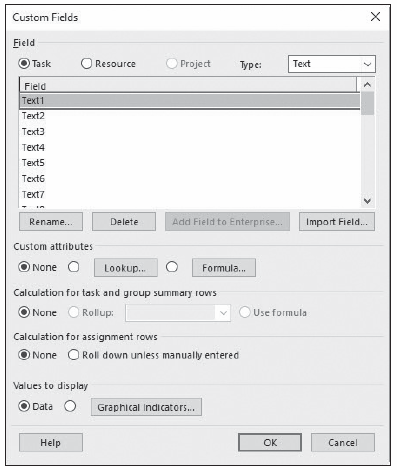 Custom Fields
Field
Task Resource Project Type: Text
Field
Text1
Text2
Text3
Text4
Text5
Text6
Text7
Rename... Delete Add Field to Enterprise... Import Field...
Custom attributes
None Lookup... Formula...
Calculation for task and group summary rows
None Rollup: Use formula
Calculation for assignment rows
None Roll down unless manually entered
Values to display
Data Graphical Indicators...
Help OK Cancel